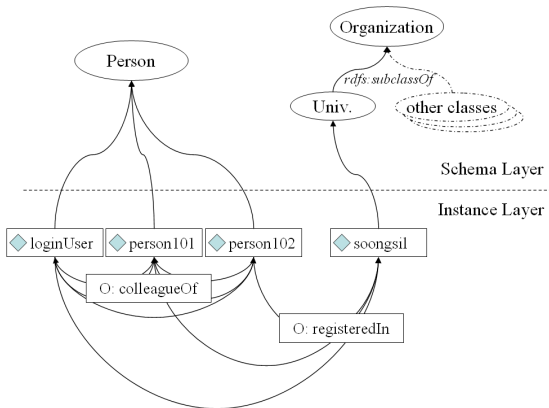 Organization
Person
rdfs:subclassOf
Univ.
other classes
Schema Layer
Instance Layer
loginUser
person101
person102
soongsil
O: colleagueOf
O: registeredIn